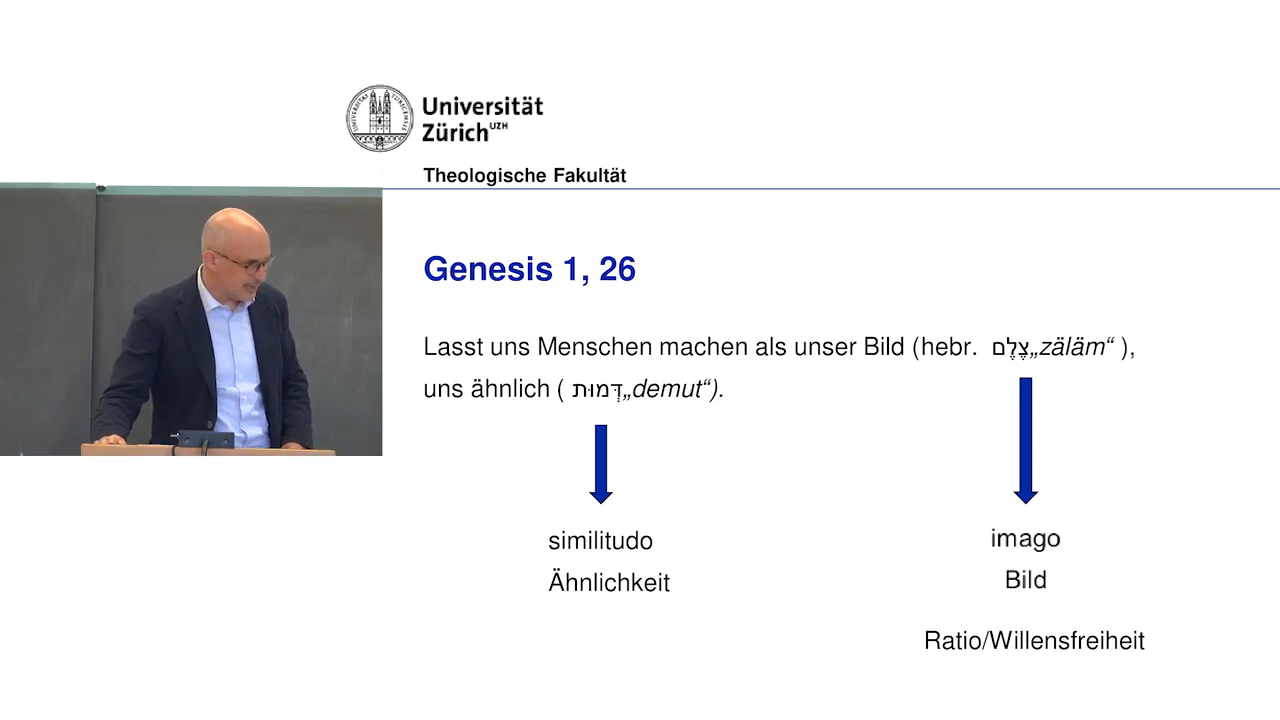 Universität
Zürich UZH
Theologische Fakultät
Genesis 1, 26
Lasst uns Menschen machen als unser Bild (hebr. צֶלֶם „zäläm“ ),
uns ähnlich ( דְּמוּת „demut“).
similitudo
Ähnlichkeit
imago
Bild
Ratio/Willensfreiheit